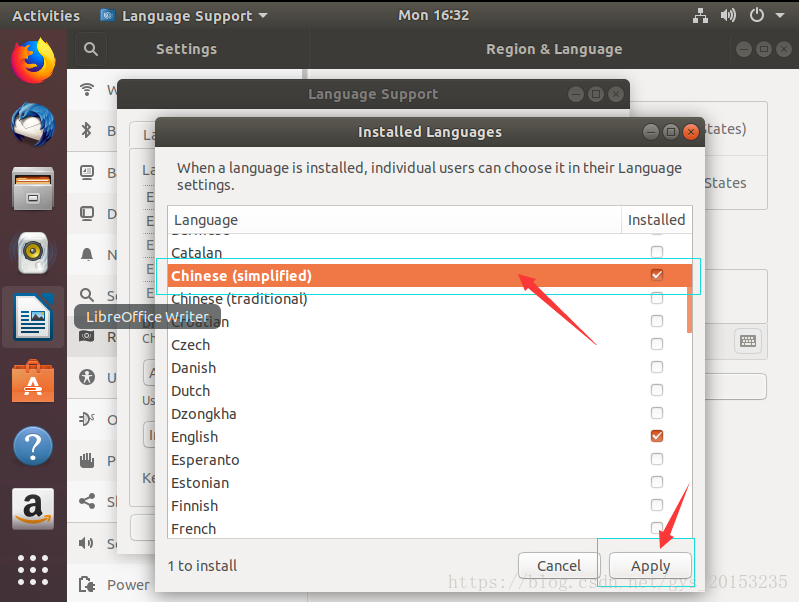 Activities Language Support Mon 16:32
Settings Region & Language
Language Support
Installed Languages
When a language is installed, individual users can choose it in their Language
settings.
Language Installed
Catalan
Chinese (simplified)
Chinese (traditional)
Croatian
Czech
Danish
Dutch
Dzongkha
English
Esperanto
Estonian
Finnish
French
1 to install
Cancel Apply
LibreOffice Writer
Power
States)
States
https://blog.csdn.net/gys_20153235